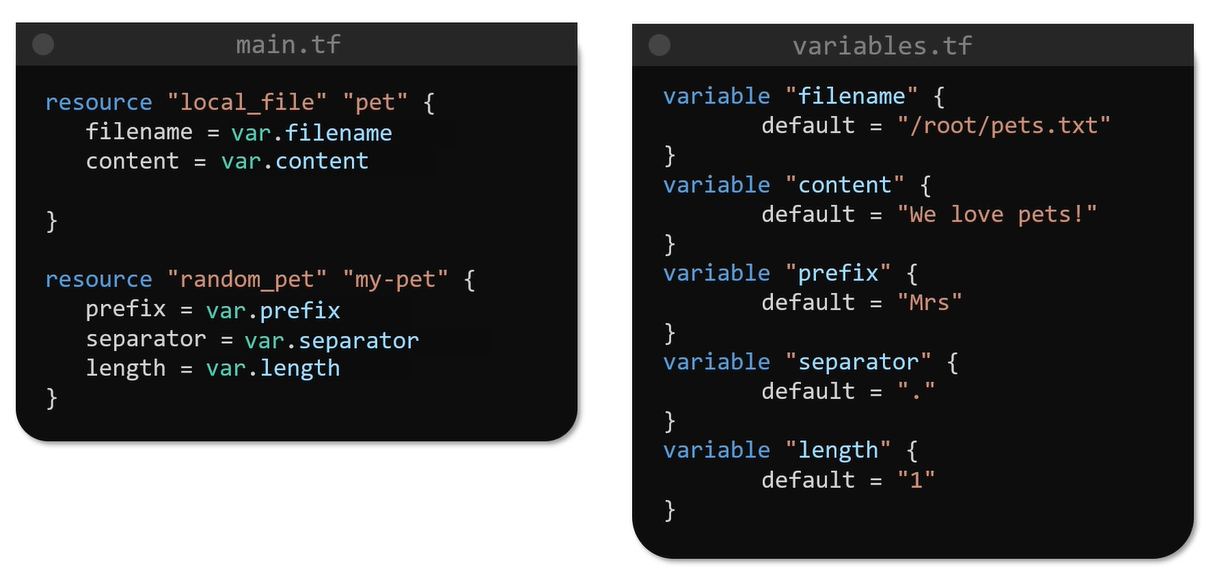 main.tf
resource "local_file" "pet" {
filename = var.filename
content = var.content
}
resource "random_pet" "my-pet" {
prefix = var.prefix
separator = var.separator
length = var.length
}
variables.tf
variable "filename" {
default = "/root/pets.txt"
}
variable "content" {
default = "We love pets!"
}
variable "prefix" {
default = "Mrs"
}
variable "separator" {
default = "."
}
variable "length" {
default = "1"
}